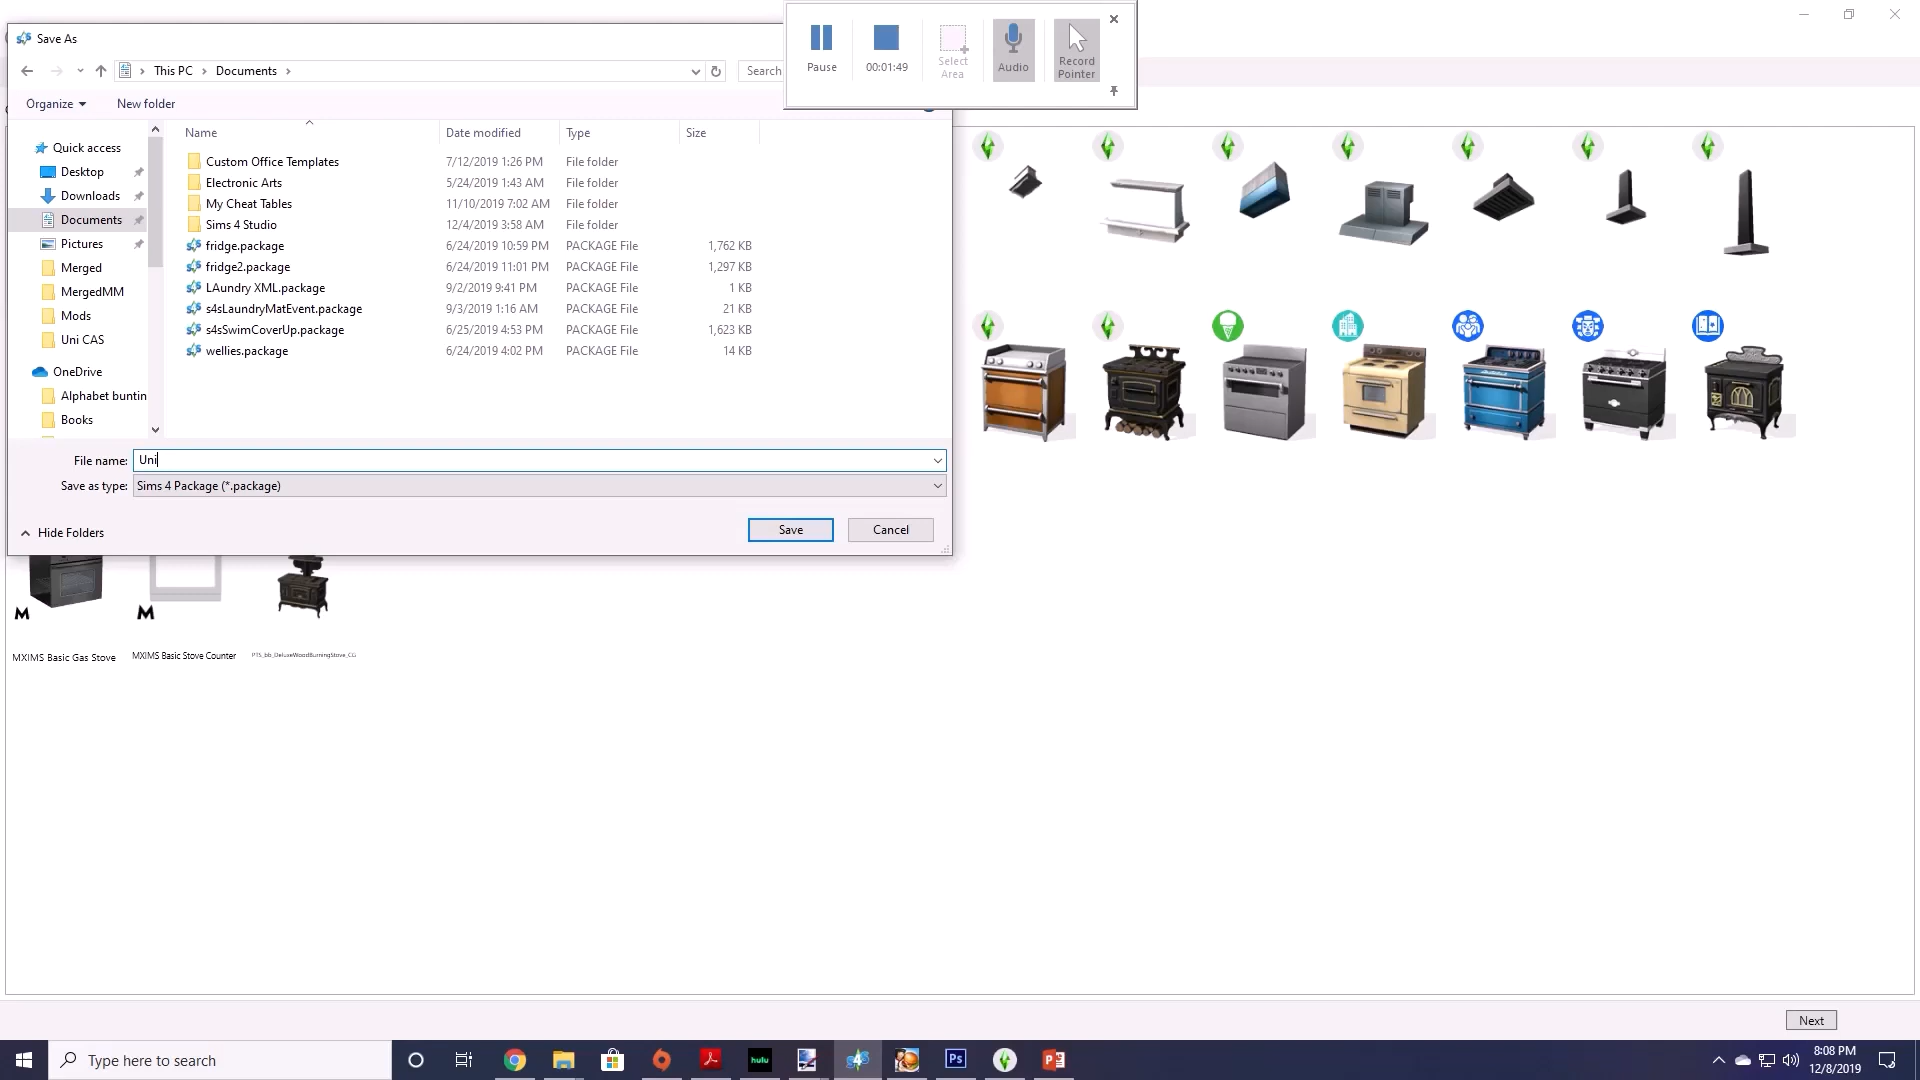 Save As
This PC > Documents >
Search
Organize
New folder
Pause
00:01:49
Select Area
Audio
Record Pointer
Quick access
Desktop
Downloads
Documents
Pictures
Merged
MergedMM
Mods
Uni CAS
OneDrive
Alphabet buntin
Books
Name Date modified Type Size
Custom Office Templates 7/12/2019 1:26 PM File folder
Electronic Arts 5/24/2019 1:43 AM File folder
My Cheat Tables 11/10/2019 7:02 AM File folder
Sims 4 Studio 12/4/2019 3:58 AM File folder
fridge.package 6/24/2019 10:59 PM PACKAGE File 1,762 KB
fridge2.package 6/24/2019 11:01 PM PACKAGE File 1,297 KB
LAundry XML.package 9/2/2019 9:41 PM PACKAGE File 1 KB
s4sLaundryMatEvent.package 9/3/2019 1:16 AM PACKAGE File 21 KB
s4sSwimCoverUp.package 6/25/2019 4:53 PM PACKAGE File 1,623 KB
wellies.package 6/24/2019 4:02 PM PACKAGE File 14 KB
File name: Uni
Save as type: Sims 4 Package (*.package)
Hide Folders
Save
Cancel
M M
MXIMS Basic Gas Stove
MXIMS Basic Stove Counter
PTS_bb_DeluxeWoodBurningStove_CG
Next
Type here to search
hulu
Ps
8:08 PM
12/8/2019